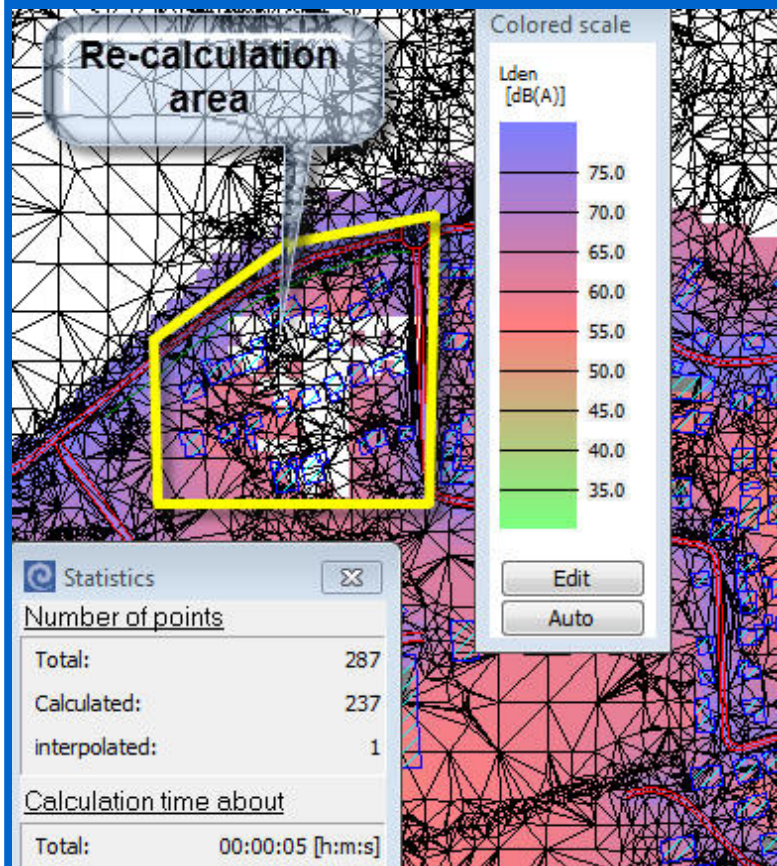 Re-calculation
area
Colored scale
Lden
[dB(A)]
75.0
70.0
65.0
60.0
55.0
50.0
45.0
40.0
35.0
Edit
Auto
Statistics
Number of points
Total: 287
Calculated: 237
interpolated: 1
Calculation time about
Total: 00:00:05 [h:m:s]